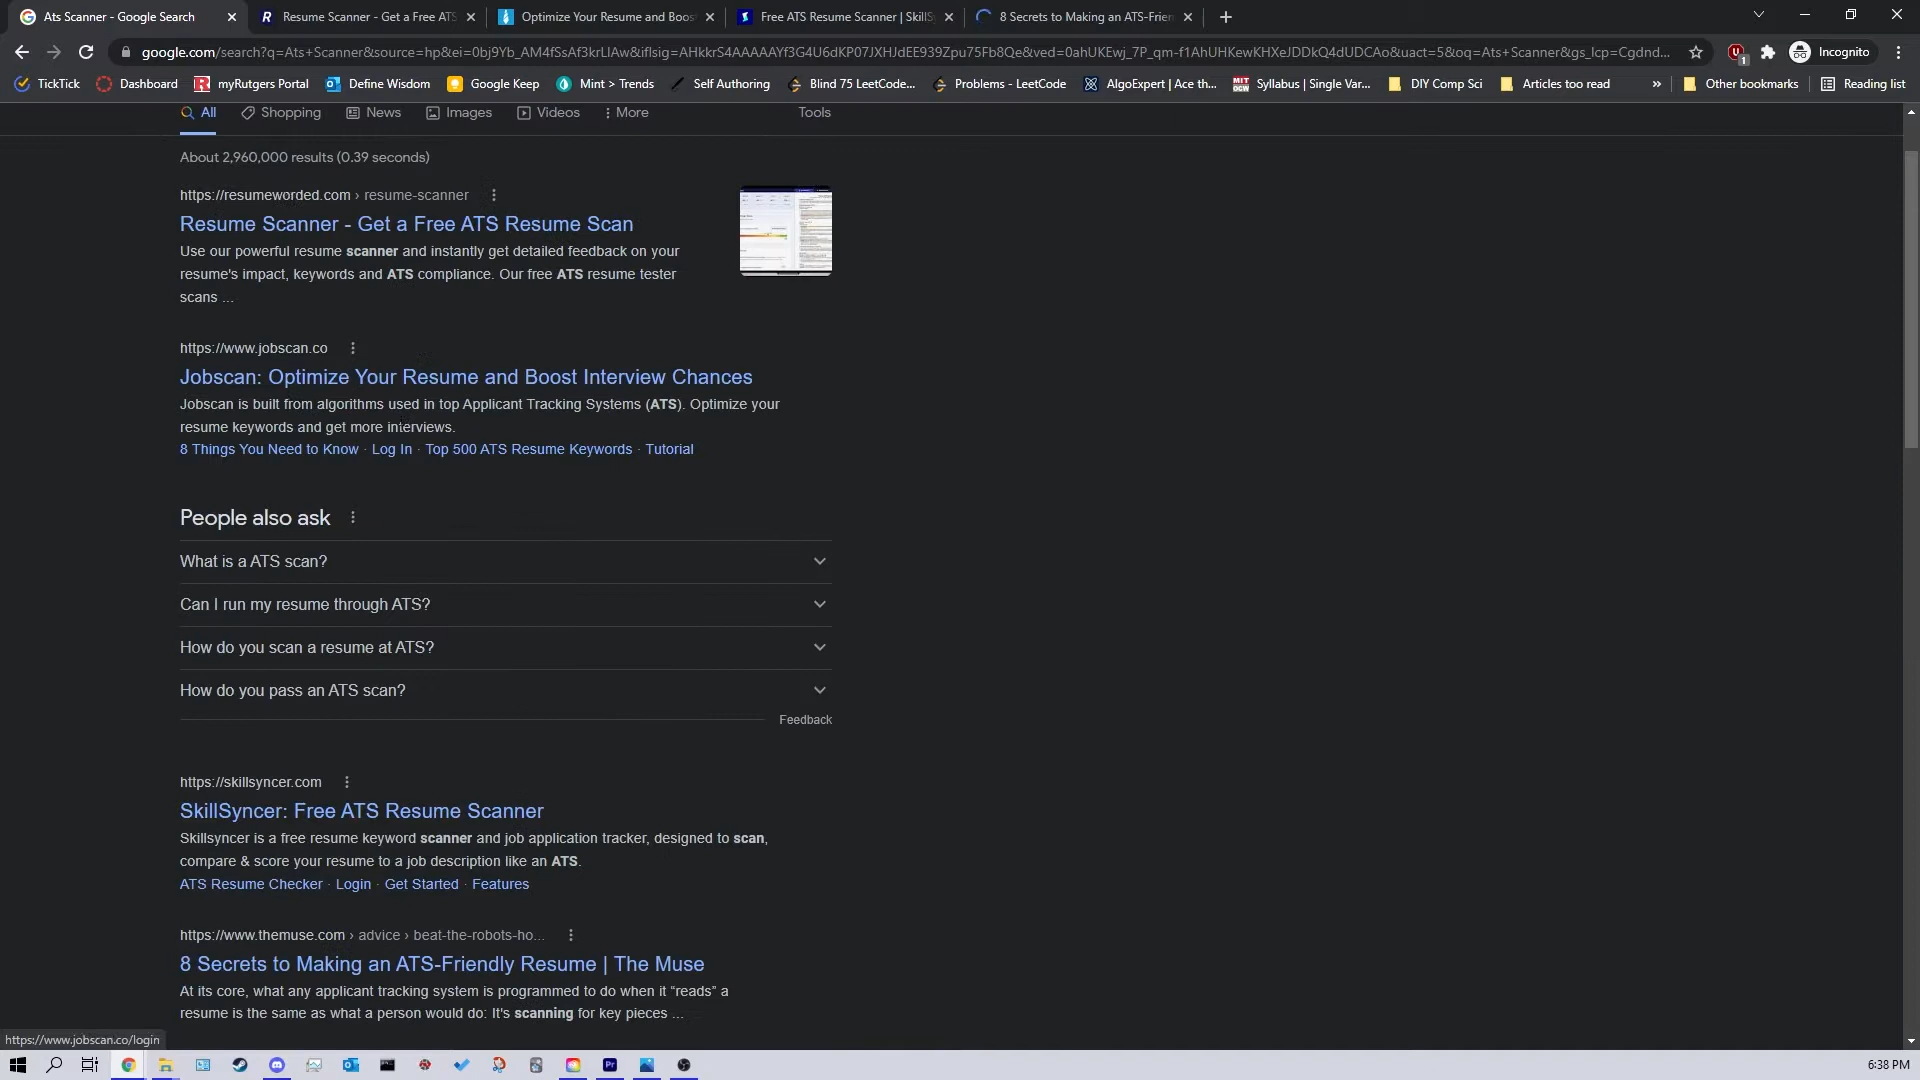 Ats Scanner - Google Search
Resume Scanner - Get a Free ATS
Optimize Your Resume and Boos
Free ATS Resume Scanner | SkillS
8 Secrets to Making an ATS-Frien
google.com/search?q=Ats+Scanner&source=hp&ei=0bj9Yb_AM4fSsAf3krLIAw&iflsig=AHkkrS4AAAAAYf3G4U6dKP07JXHJdEE939Zpu75Fb8Qe&ved=0ahUKEwj_7P_qm-f1AhUHKewKHXeJDDkQ4dUDCAo&uact=5&oq=Ats+Scanner&gs_lcp=Cgdnd...
1
Incognito
TickTick
Dashboard
myRutgers Portal
Define Wisdom
Google Keep
Mint > Trends
Self Authoring
Blind 75 LeetCode...
Problems - LeetCode
AlgoExpert | Ace th...
Syllabus | Single Var...
DIY Comp Sci
Articles too read
»
Other bookmarks
Reading list
All
Shopping
News
Images
Videos
More
Tools
About 2,960,000 results (0.39 seconds)
https://resumeworded.com › resume-scanner
Resume Scanner - Get a Free ATS Resume Scan
Use our powerful resume scanner and instantly get detailed feedback on your
resume's impact, keywords and ATS compliance. Our free ATS resume tester
scans ...
https://www.jobscan.co
Jobscan: Optimize Your Resume and Boost Interview Chances
Jobscan is built from algorithms used in top Applicant Tracking Systems (ATS). Optimize your
resume keywords and get more interviews.
8 Things You Need to Know · Log In · Top 500 ATS Resume Keywords · Tutorial
People also ask
What is a ATS scan?
Can I run my resume through ATS?
How do you scan a resume at ATS?
How do you pass an ATS scan?
Feedback
https://skillsyncer.com
SkillSyncer: Free ATS Resume Scanner
Skillsyncer is a free resume keyword scanner and job application tracker, designed to scan,
compare & score your resume to a job description like an ATS.
ATS Resume Checker · Login · Get Started · Features
https://www.themuse.com › advice › beat-the-robots-ho...
8 Secrets to Making an ATS-Friendly Resume | The Muse
At its core, what any applicant tracking system is programmed to do when it “reads” a
resume is the same as what a person would do: It's scanning for key pieces ...
https://www.jobscan.co/login
Pr
6:38 PM